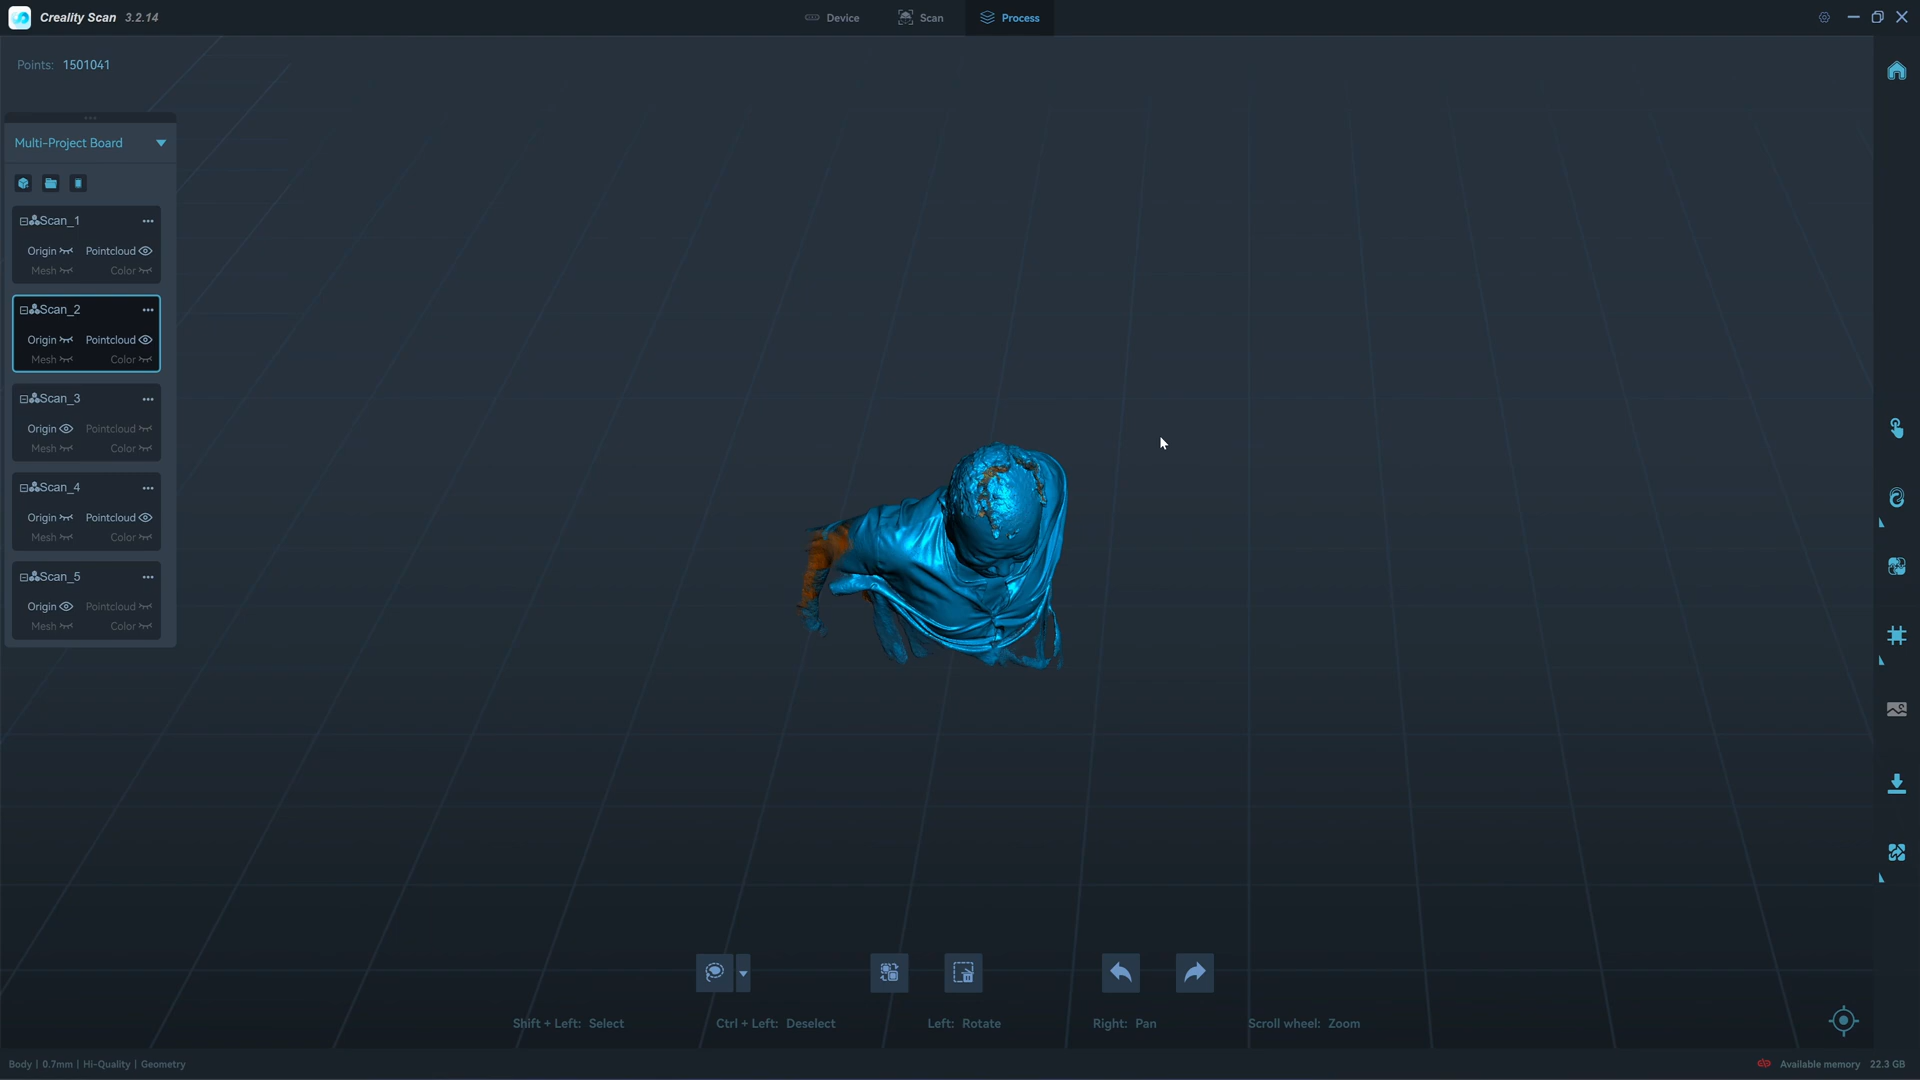 Creality Scan 3.2.14
Device
Scan
Process
Points: 1501041
Multi-Project Board
Scan_1
Origin Pointcloud
Mesh Color
Scan_2
Origin Pointcloud
Mesh Color
Scan_3
Origin Pointcloud
Mesh Color
Scan_4
Origin Pointcloud
Mesh Color
Scan_5
Origin Pointcloud
Mesh Color
Shift + Left: Select
Ctrl + Left: Deselect
Left: Rotate
Right: Pan
Scroll wheel: Zoom
Body | 0.7mm | Hi-Quality | Geometry
Available memory 22.3 GB